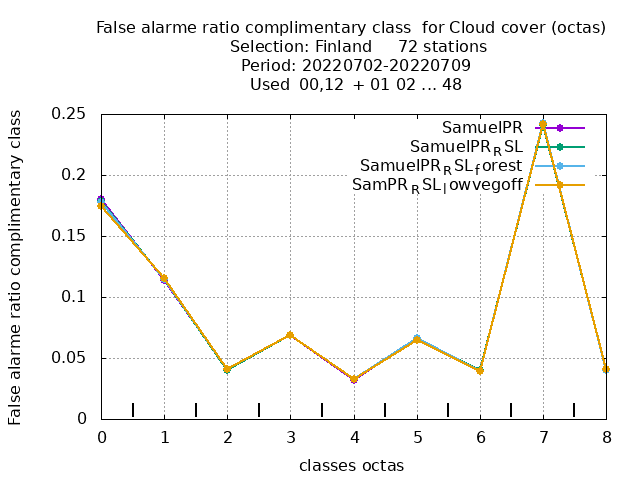 False alarme ratio complimentary class  for Cloud cover (octas)
Selection: Finland     72 stations
Period: 20220702-20220709
Used  00,12  + 01 02 ... 48
False alarme ratio complimentary class
0.25
0.2
0.15
0.1
0.05
0
SamuelPR
SamuelPR_RSL
SamuelPR_RSL_forest
SamPR_RSL_lowvegoff
0 1 2 3 4 5 6 7 8
classes octas